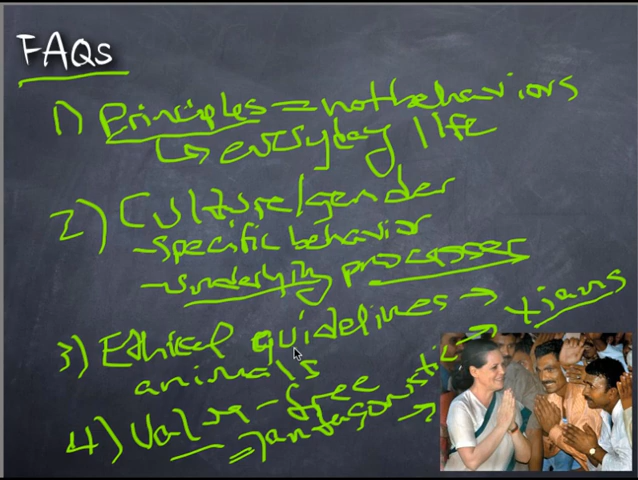 FAQs
1) Principles = not behaviors
↳ everyday life
2) Culture/gender
- specific behavior
- underlying processes
3) Ethical guidelines →
animals → + jans
4) Value-free
= antagonistic →